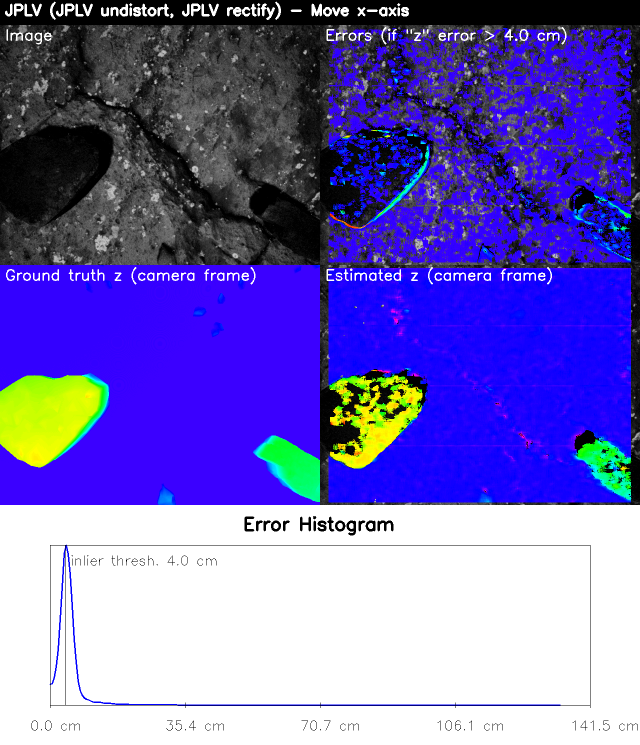 JPLV (JPLV undistort, JPLV rectify) - Move x-axis
Image
Errors (if "z" error > 4.0 cm)
Ground truth z (camera frame)
Estimated z (camera frame)
Error Histogram
inlier thresh. 4.0 cm
0.0 cm 35.4 cm 70.7 cm 106.1 cm 141.5 cm